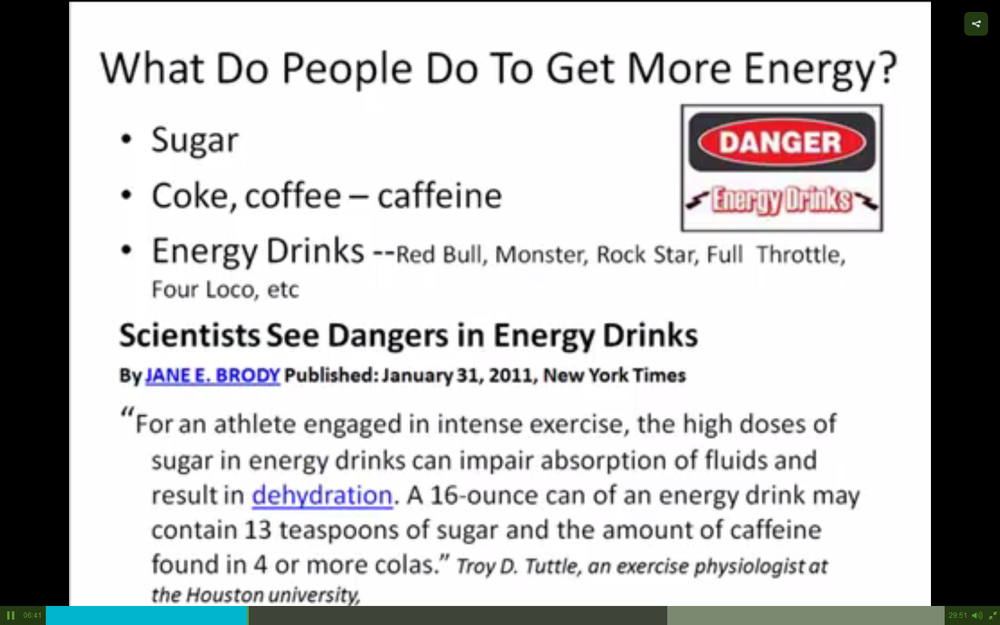 What Do People Do To Get More Energy?
• Sugar
DANGER
• Coke, coffee – caffeine
Energy Drinks
• Energy Drinks --Red Bull, Monster, Rock Star, Full Throttle,
Four Loco, etc
Scientists See Dangers in Energy Drinks
By JANE E. BRODY Published: January 31, 2011, New York Times
“For an athlete engaged in intense exercise, the high doses of
sugar in energy drinks can impair absorption of fluids and
result in dehydration. A 16-ounce can of an energy drink may
contain 13 teaspoons of sugar and the amount of caffeine
found in 4 or more colas.” Troy D. Tuttle, an exercise physiologist at
the Houston university,
06:41
29:51